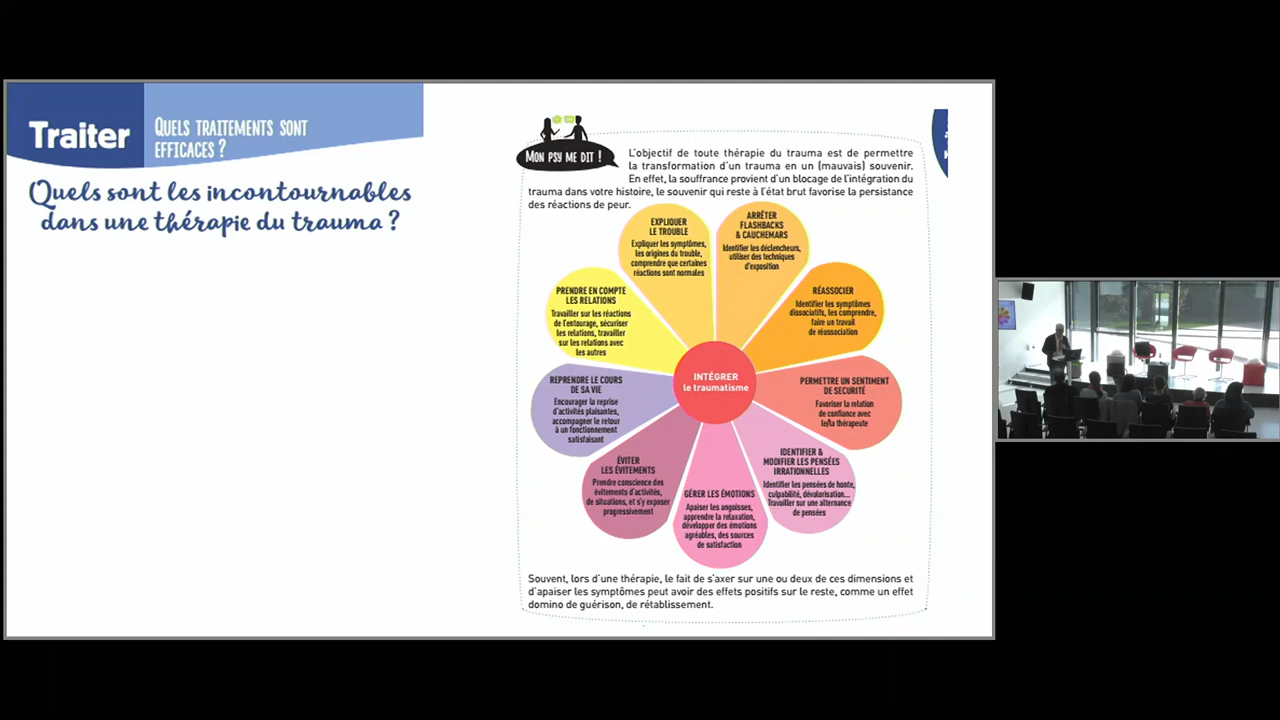 Traiter
QUELS TRAITEMENTS SONT
EFFICACES ?
Quels sont les incontournables
dans une thérapie du trauma ?
MON PSY ME DIT !
L'objectif de toute thérapie du trauma est de permettre
la transformation d'un trauma en un (mauvais) souvenir.
En effet, la souffrance provient d'un blocage de l'intégration du
trauma dans votre histoire, le souvenir qui reste à l'état brut favorise la persistance
des réactions de peur.
EXPLIQUER
LE TROUBLE
Expliquer les symptômes,
les origines du trouble,
comprendre que certaines
réactions sont normales
ARRÊTER
FLASHBACKS
& CAUCHEMARS
Identifier les déclencheurs,
utiliser des techniques
d'exposition
RÉASSOCIER
Identifier les symptômes
dissociatifs, les comprendre,
faire un travail
de réassociation
PERMETTRE UN SENTIMENT
DE SECURITÉ
Favoriser la relation
de confiance avec
le/la thérapeute
IDENTIFIER &
MODIFIER LES PENSÉES
IRRATIONNELLES
Identifier les pensées de honte,
culpabilité, dévalorisation...
Travailler sur une alternance
de pensées
GÉRER LES ÉMOTIONS
Apaiser les angoisses,
apprendre la relaxation,
développer des émotions
agréables, des sources
de satisfaction
ÉVITER
LES ÉVITEMENTS
Prendre conscience des
évitements d'activités,
de situations, et s'y exposer
progressivement
REPRENDRE LE COURS
DE SA VIE
Encourager la reprise
d'activités plaisantes,
accompagner le retour
à un fonctionnement
satisfaisant
PRENDRE EN COMPTE
LES RELATIONS
Travailler sur les réactions
de l'entourage, sécuriser
les relations, travailler
sur les relations avec
les autres
INTÉGRER
le traumatisme
Souvent, lors d'une thérapie, le fait de s'axer sur une ou deux de ces dimensions et
d'apaiser les symptômes peut avoir des effets positifs sur le reste, comme un effet
domino de guérison, de rétablissement.